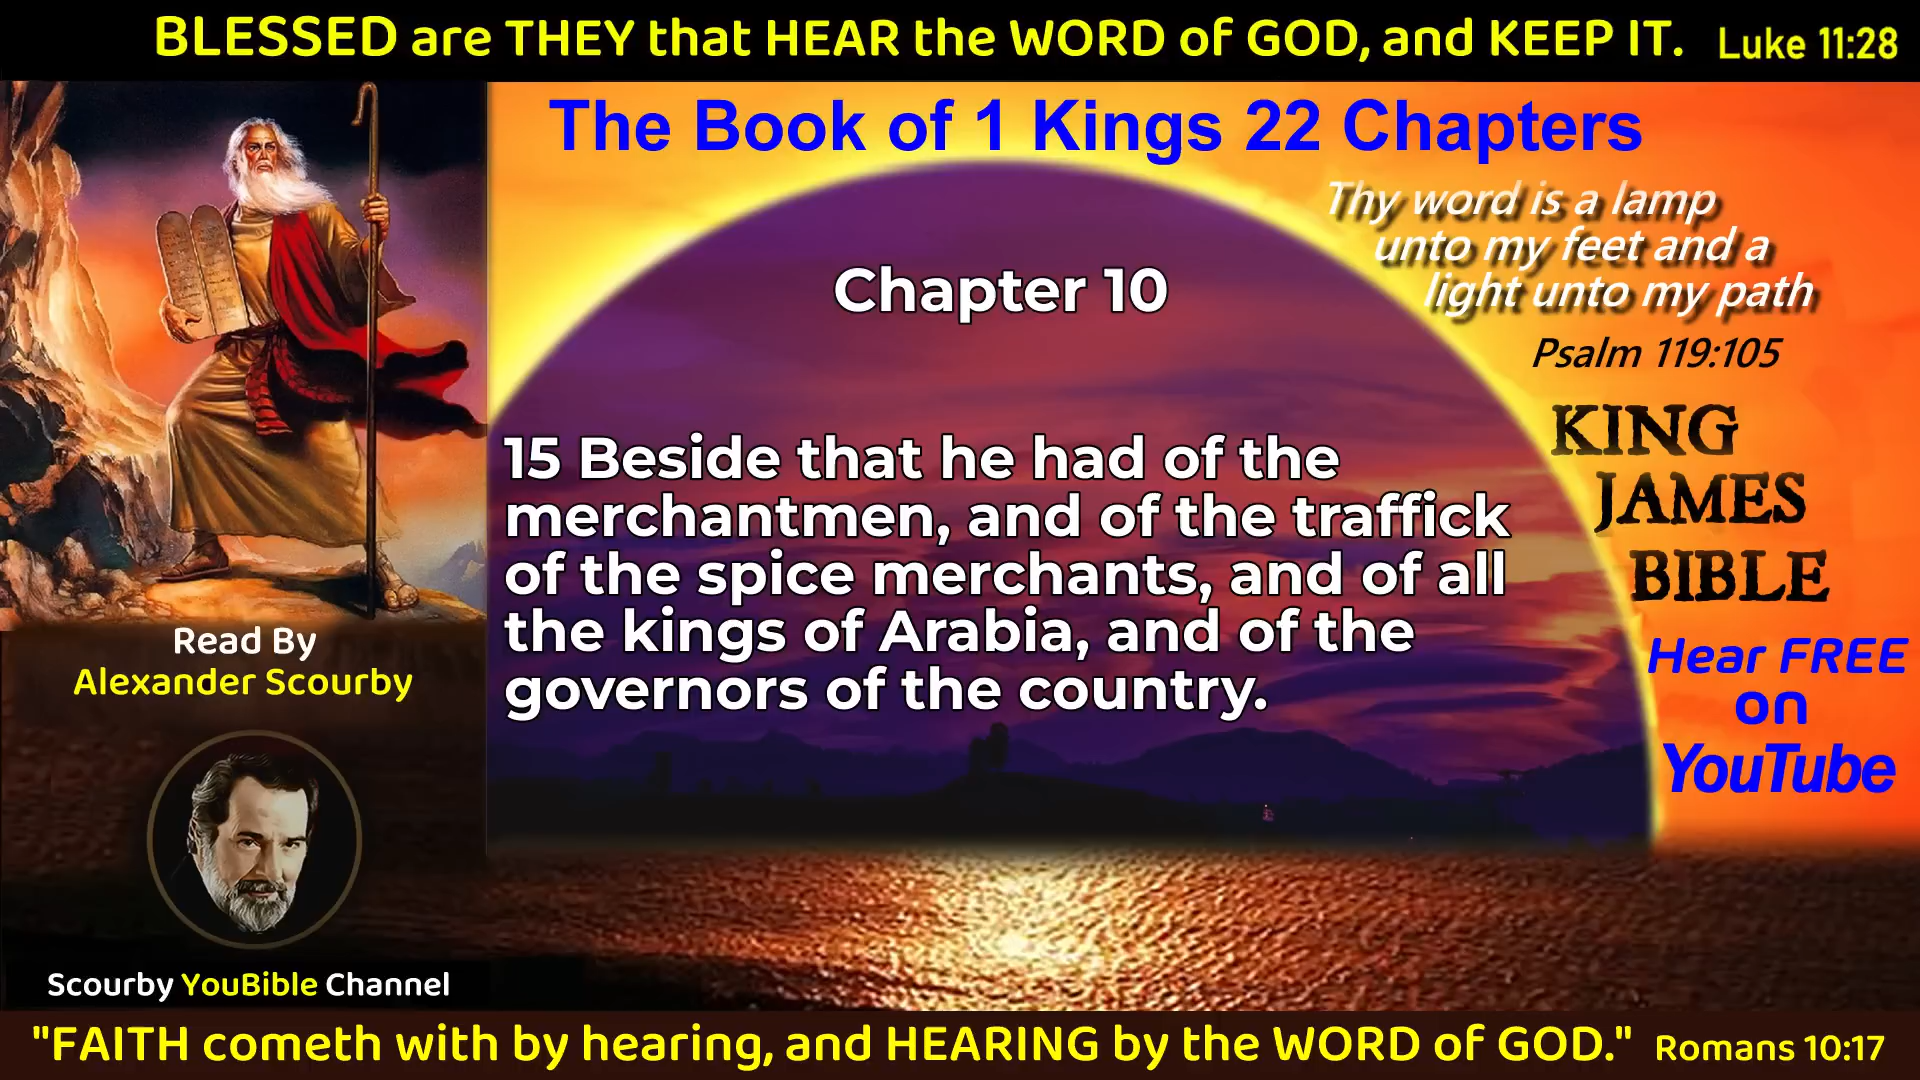 BLESSED are THEY that HEAR the WORD of GOD, and KEEP IT. Luke 11:28
The Book of 1 Kings 22 Chapters
Thy word is a lamp
unto my feet and a
light unto my path
Psalm 119:105
Chapter 10
15 Beside that he had of the
merchantmen, and of the traffick
of the spice merchants, and of all
the kings of Arabia, and of the
governors of the country.
KING
JAMES
BIBLE
Hear FREE
on
YouTube
Read By
Alexander Scourby
Scourby YouBible Channel
"FAITH cometh with by hearing, and HEARING by the WORD of GOD." Romans 10:17